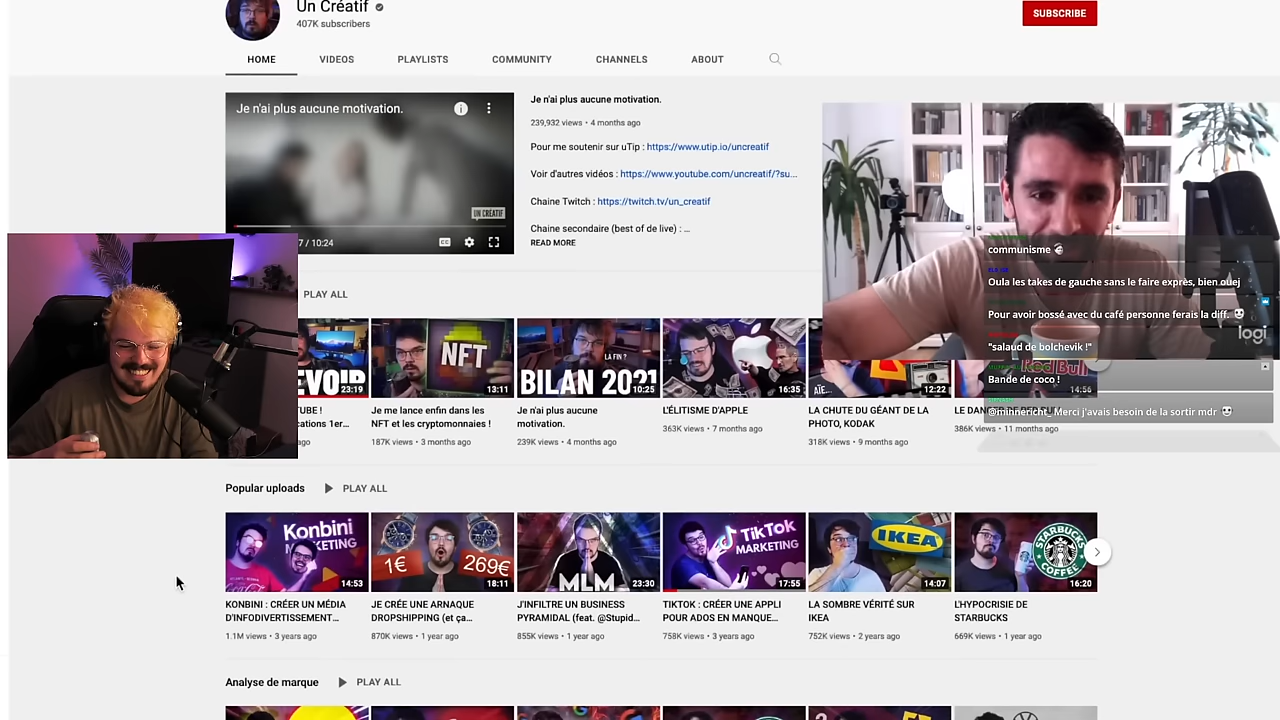 Un Créatif
407K subscribers
SUBSCRIBE
HOME
VIDEOS
PLAYLISTS
COMMUNITY
CHANNELS
ABOUT
Je n'ai plus aucune motivation.
UN CRÉATIF
7 / 10:24
Je n'ai plus aucune motivation.
239,932 views • 4 months ago
Pour me soutenir sur uTip : https://www.utip.io/uncreatif
Voir d'autres vidéos : https://www.youtube.com/uncreatif/?su...
Chaine Twitch : https://twitch.tv/un_creatif
Chaine secondaire (best of de live) : ...
READ MORE
communisme
Oula les takes de gauche sans le faire exprès, bien ouej
Pour avoir bossé avec du café personne ferais la diff.
"salaud de bolchevik !"
Bande de coco !
@minnierichi_ Merci j'avais besoin de la sortir mdr
logi
PLAY ALL
EVOIR
23:19
NFT
13:11
LA FIN ?
BILAN 2021
10:25
16:35
AÏE...
12:22
RedBull
14:56
TUBE !
cations 1er...
ago
Je me lance enfin dans les
NFT et les cryptomonnaies !
187K views • 3 months ago
Je n'ai plus aucune
motivation.
239K views • 4 months ago
L'ÉLITISME D'APPLE
363K views • 7 months ago
LA CHUTE DU GÉANT DE LA
PHOTO, KODAK
318K views • 9 months ago
LE DAN
386K views • 11 months ago
Popular uploads
PLAY ALL
Konbini
MARKETING
14:53
1€
269€
18:11
MLM
23:30
TikTok
MARKETING
17:55
IKEA
14:07
STARBUCKS
COFFEE
16:20
KONBINI : CRÉER UN MÉDIA
D'INFODIVERTISSEMENT...
1.1M views • 3 years ago
JE CRÉE UNE ARNAQUE
DROPSHIPPING (et ça...
870K views • 1 year ago
J'INFILTRE UN BUSINESS
PYRAMIDAL (feat. @Stupid...
855K views • 1 year ago
TIKTOK : CRÉER UNE APPLI
POUR ADOS EN MANQUE...
758K views • 3 years ago
LA SOMBRE VÉRITÉ SUR
IKEA
752K views • 2 years ago
L'HYPOCRISIE DE
STARBUCKS
669K views • 1 year ago
Analyse de marque
PLAY ALL